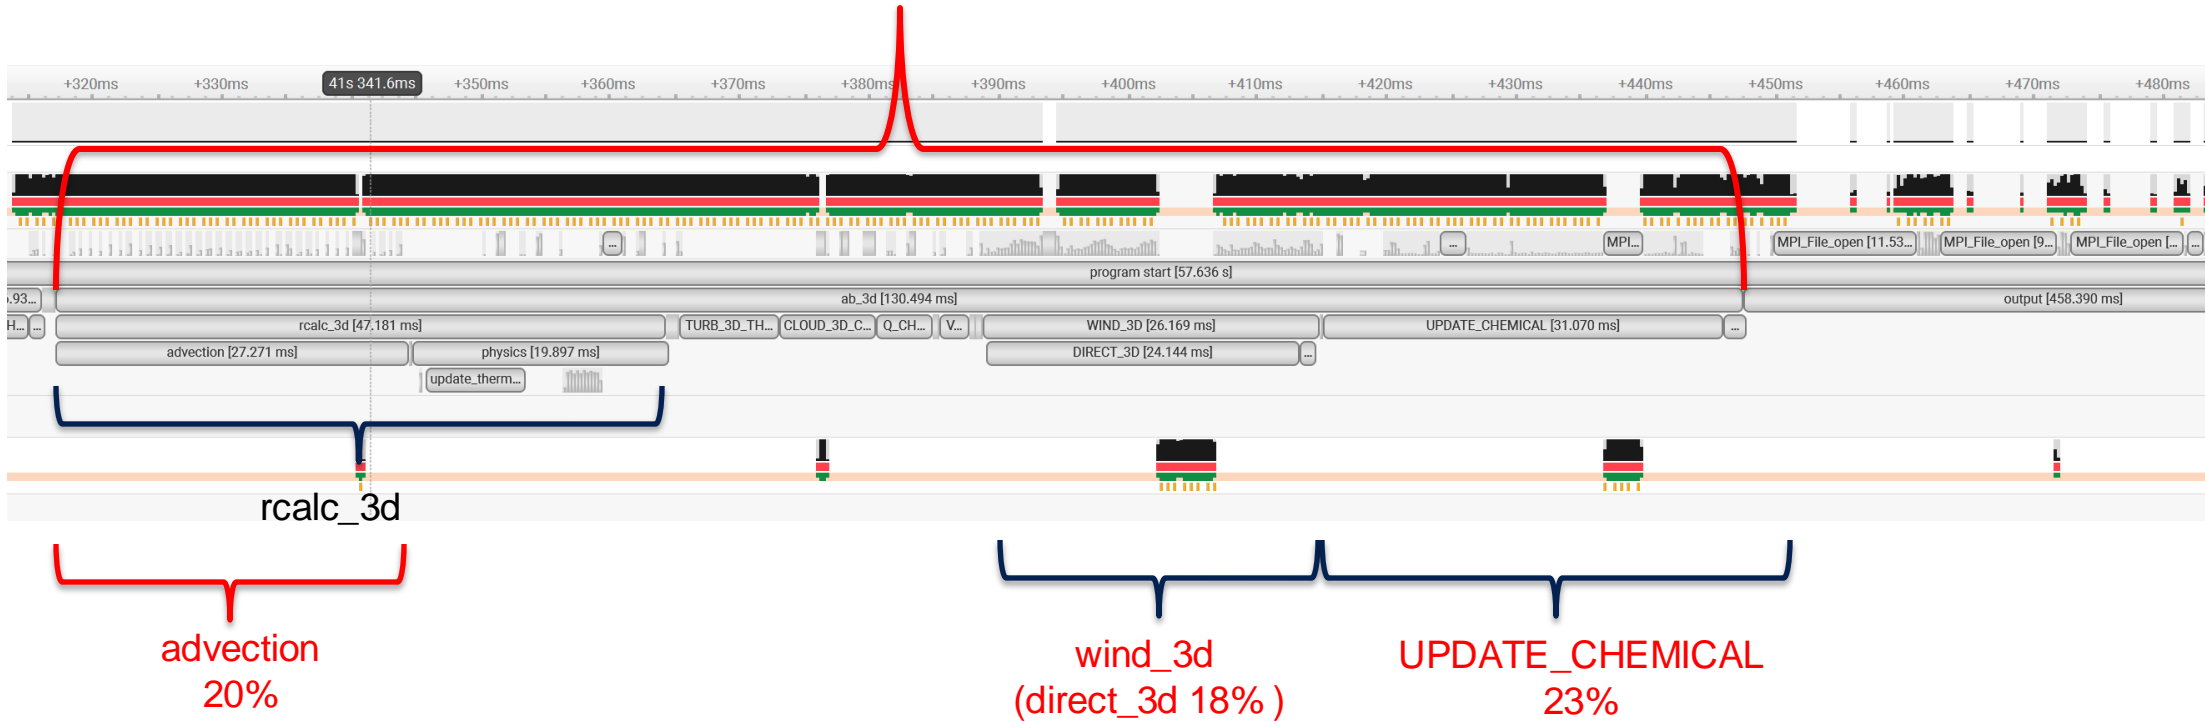 +320ms +330ms 41s 341.6ms +350ms +360ms +370ms +380ms +390ms +400ms +410ms +420ms +430ms +440ms +450ms +460ms +470ms +480ms
... ... MPI... MPI_File_open [11.53... MPI_File_open [9... MPI_File_open [... ...
program start [57.636 s]
.93... ab_3d [130.494 ms] output [458.390 ms]
H... ... rcalc_3d [47.181 ms] TURB_3D_TH... CLOUD_3D_C... Q_CH... V... WIND_3D [26.169 ms] UPDATE_CHEMICAL [31.070 ms] ...
advection [27.271 ms] physics [19.897 ms] DIRECT_3D [24.144 ms] ...
update_therm...
rcalc_3d
advection
20%
wind_3d
(direct_3d 18% )
UPDATE_CHEMICAL
23%